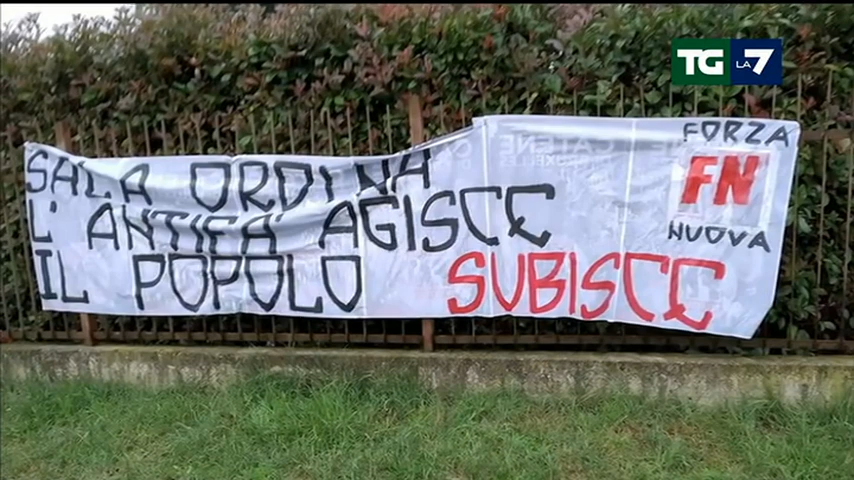 TG LA7
SALA ORDINA
L'ANTIFA' AGISCE
IL POPOLO SUBISCE
FORZA
FN
NUOVA